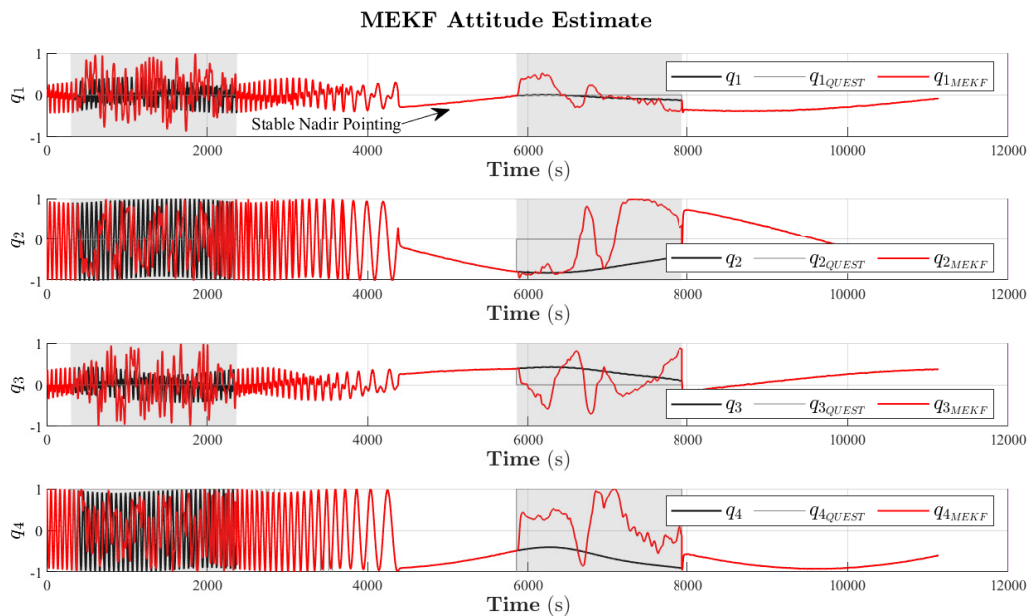 MEKF Attitude Estimate
1
0
-1
q1
q1 q1QUEST q1MEKF
Stable Nadir Pointing
0 2000 4000 6000 8000 10000 12000
Time (s)
1
0
-1
q2
q2 q2QUEST q2MEKF
0 2000 4000 6000 8000 10000 12000
Time (s)
1
0
-1
q3
q3 q3QUEST q3MEKF
0 2000 4000 6000 8000 10000 12000
Time (s)
1
0
-1
q4
q4 q4QUEST q4MEKF
0 2000 4000 6000 8000 10000 12000
Time (s)